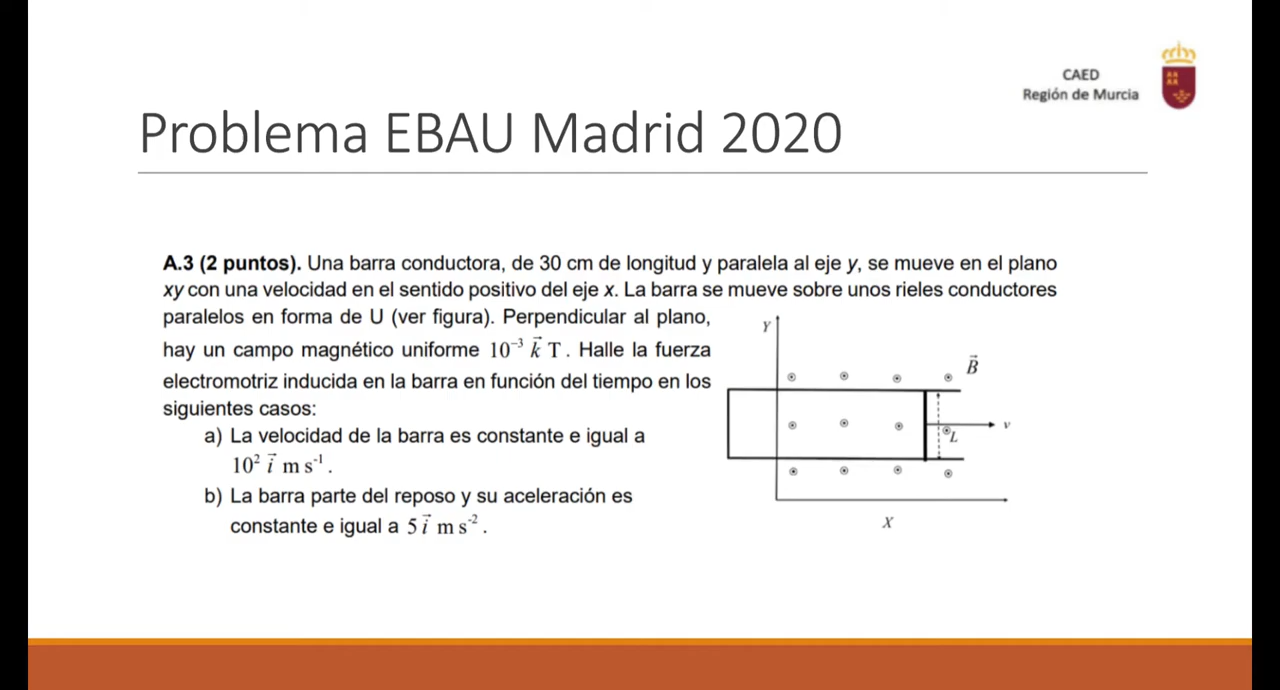 CAED
Región de Murcia
Problema EBAU Madrid 2020
A.3 (2 puntos). Una barra conductora, de 30 cm de longitud y paralela al eje y, se mueve en el plano
xy con una velocidad en el sentido positivo del eje x. La barra se mueve sobre unos rieles conductores
paralelos en forma de U (ver figura). Perpendicular al plano,
hay un campo magnético uniforme 10⁻³ k⃗ T. Halle la fuerza
electromotriz inducida en la barra en función del tiempo en los
siguientes casos:
a) La velocidad de la barra es constante e igual a
10² i⃗ m s⁻¹.
b) La barra parte del reposo y su aceleración es
constante e igual a 5 i⃗ m s⁻².
Y
B⃗
v
L
X